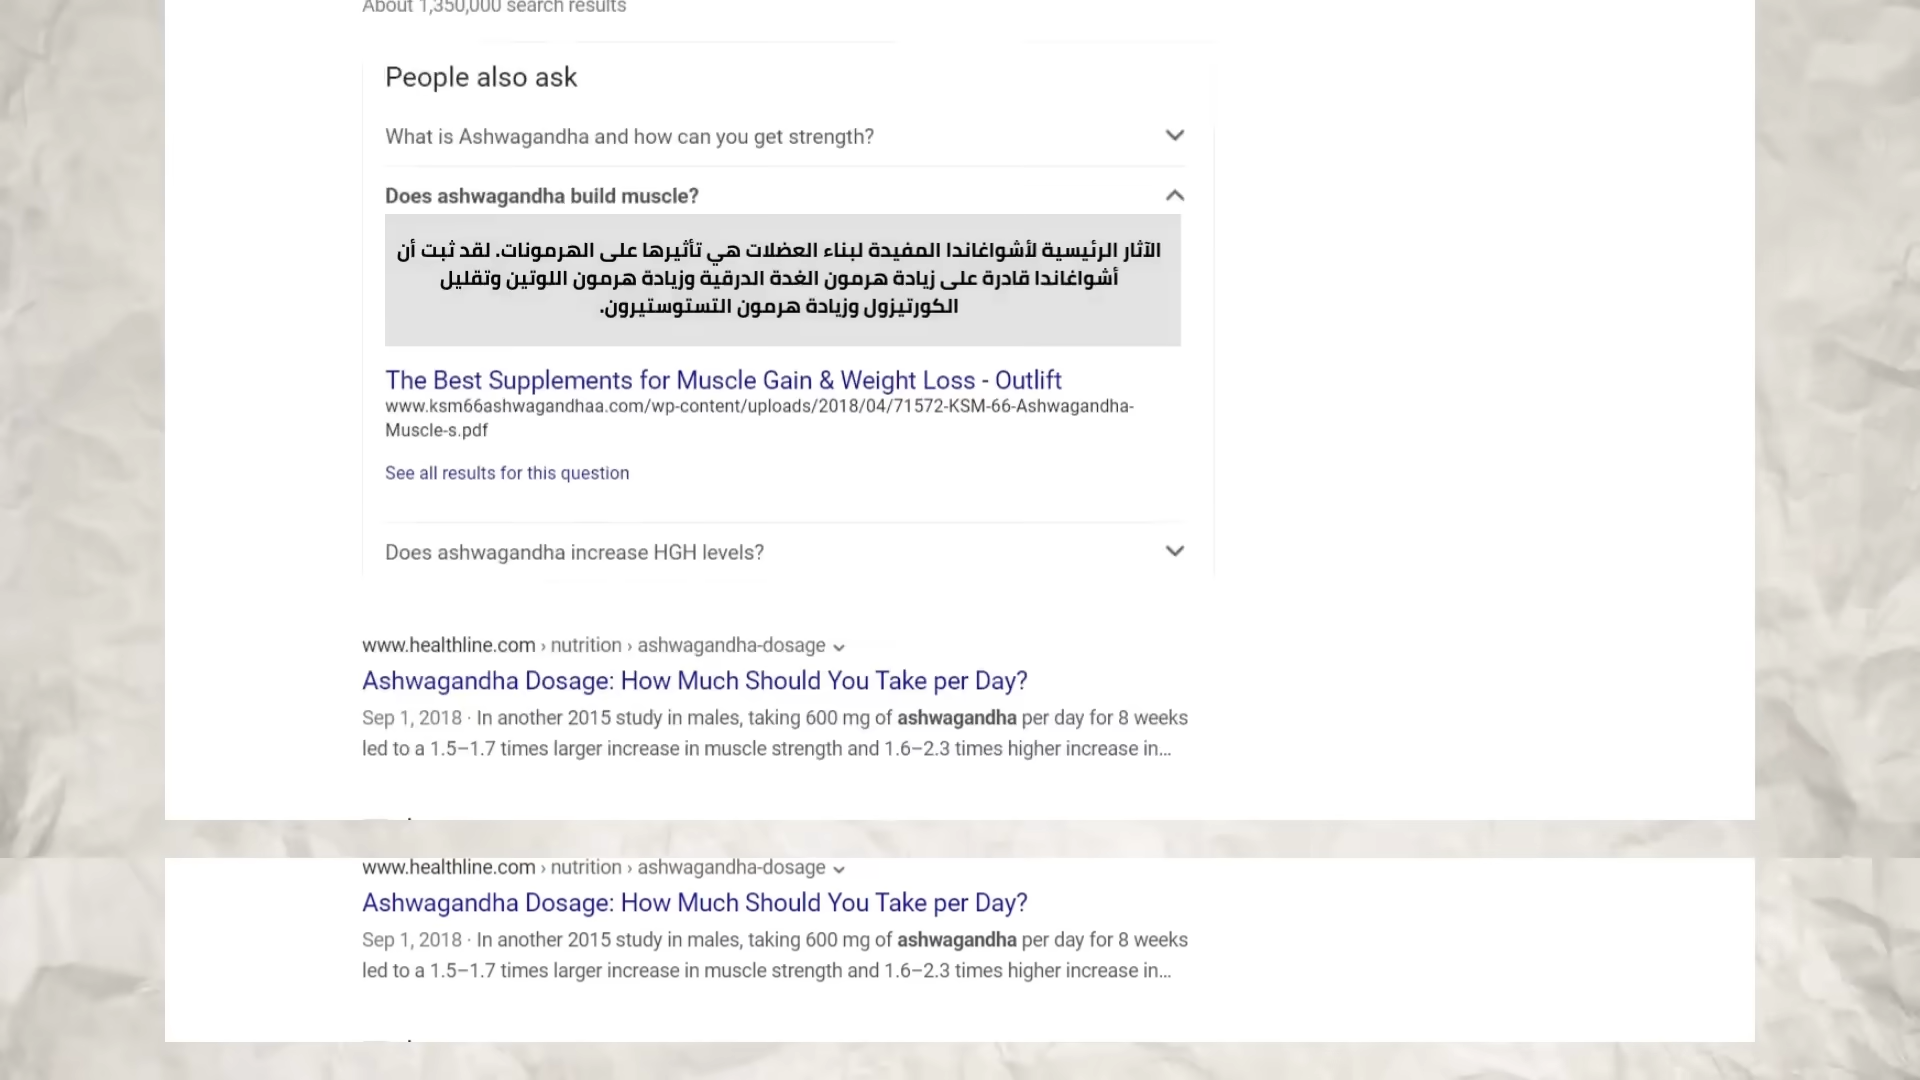 About 1,350,000 search results
People also ask
What is Ashwagandha and how can you get strength?
Does ashwagandha build muscle?
الآثار الرئيسية لأشواغاندا المفيدة لبناء العضلات هي تأثيرها على الهرمونات. لقد ثبت أن
أشواغاندا قادرة على زيادة هرمون الغدة الدرقية وزيادة هرمون اللوتين وتقليل
الكورتيزول وزيادة هرمون التستوستيرون.
The Best Supplements for Muscle Gain & Weight Loss - Outlift
www.ksm66ashwagandhaa.com/wp-content/uploads/2018/04/71572-KSM-66-Ashwagandha-
Muscle-s.pdf
See all results for this question
Does ashwagandha increase HGH levels?
www.healthline.com › nutrition › ashwagandha-dosage
Ashwagandha Dosage: How Much Should You Take per Day?
Sep 1, 2018 · In another 2015 study in males, taking 600 mg of ashwagandha per day for 8 weeks
led to a 1.5–1.7 times larger increase in muscle strength and 1.6–2.3 times higher increase in...
www.healthline.com › nutrition › ashwagandha-dosage
Ashwagandha Dosage: How Much Should You Take per Day?
Sep 1, 2018 · In another 2015 study in males, taking 600 mg of ashwagandha per day for 8 weeks
led to a 1.5–1.7 times larger increase in muscle strength and 1.6–2.3 times higher increase in...